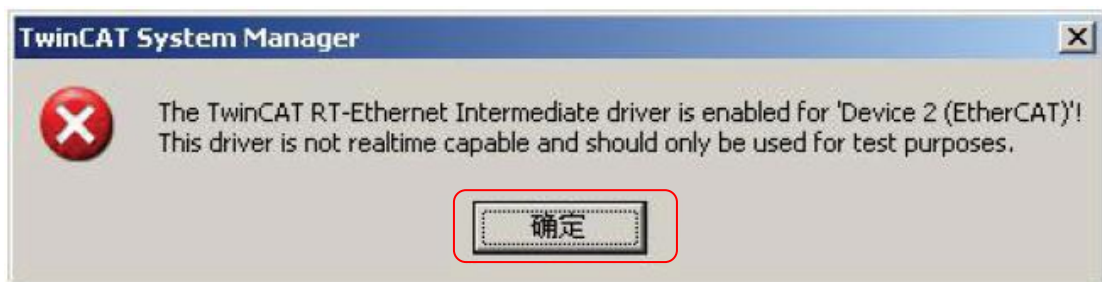 TwinCAT System Manager
The TwinCAT RT-Ethernet Intermediate driver is enabled for 'Device 2 (EtherCAT)'!
This driver is not realtime capable and should only be used for test purposes.
确定